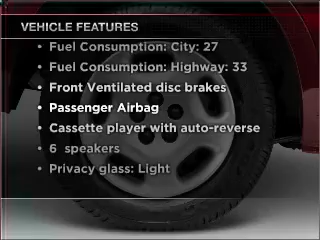 VEHICLE FEATURES
• Fuel Consumption: City: 27
• Fuel Consumption: Highway: 33
• Front Ventilated disc brakes
• Passenger Airbag
• Cassette player with auto-reverse
• 6 speakers
• Privacy glass: Light